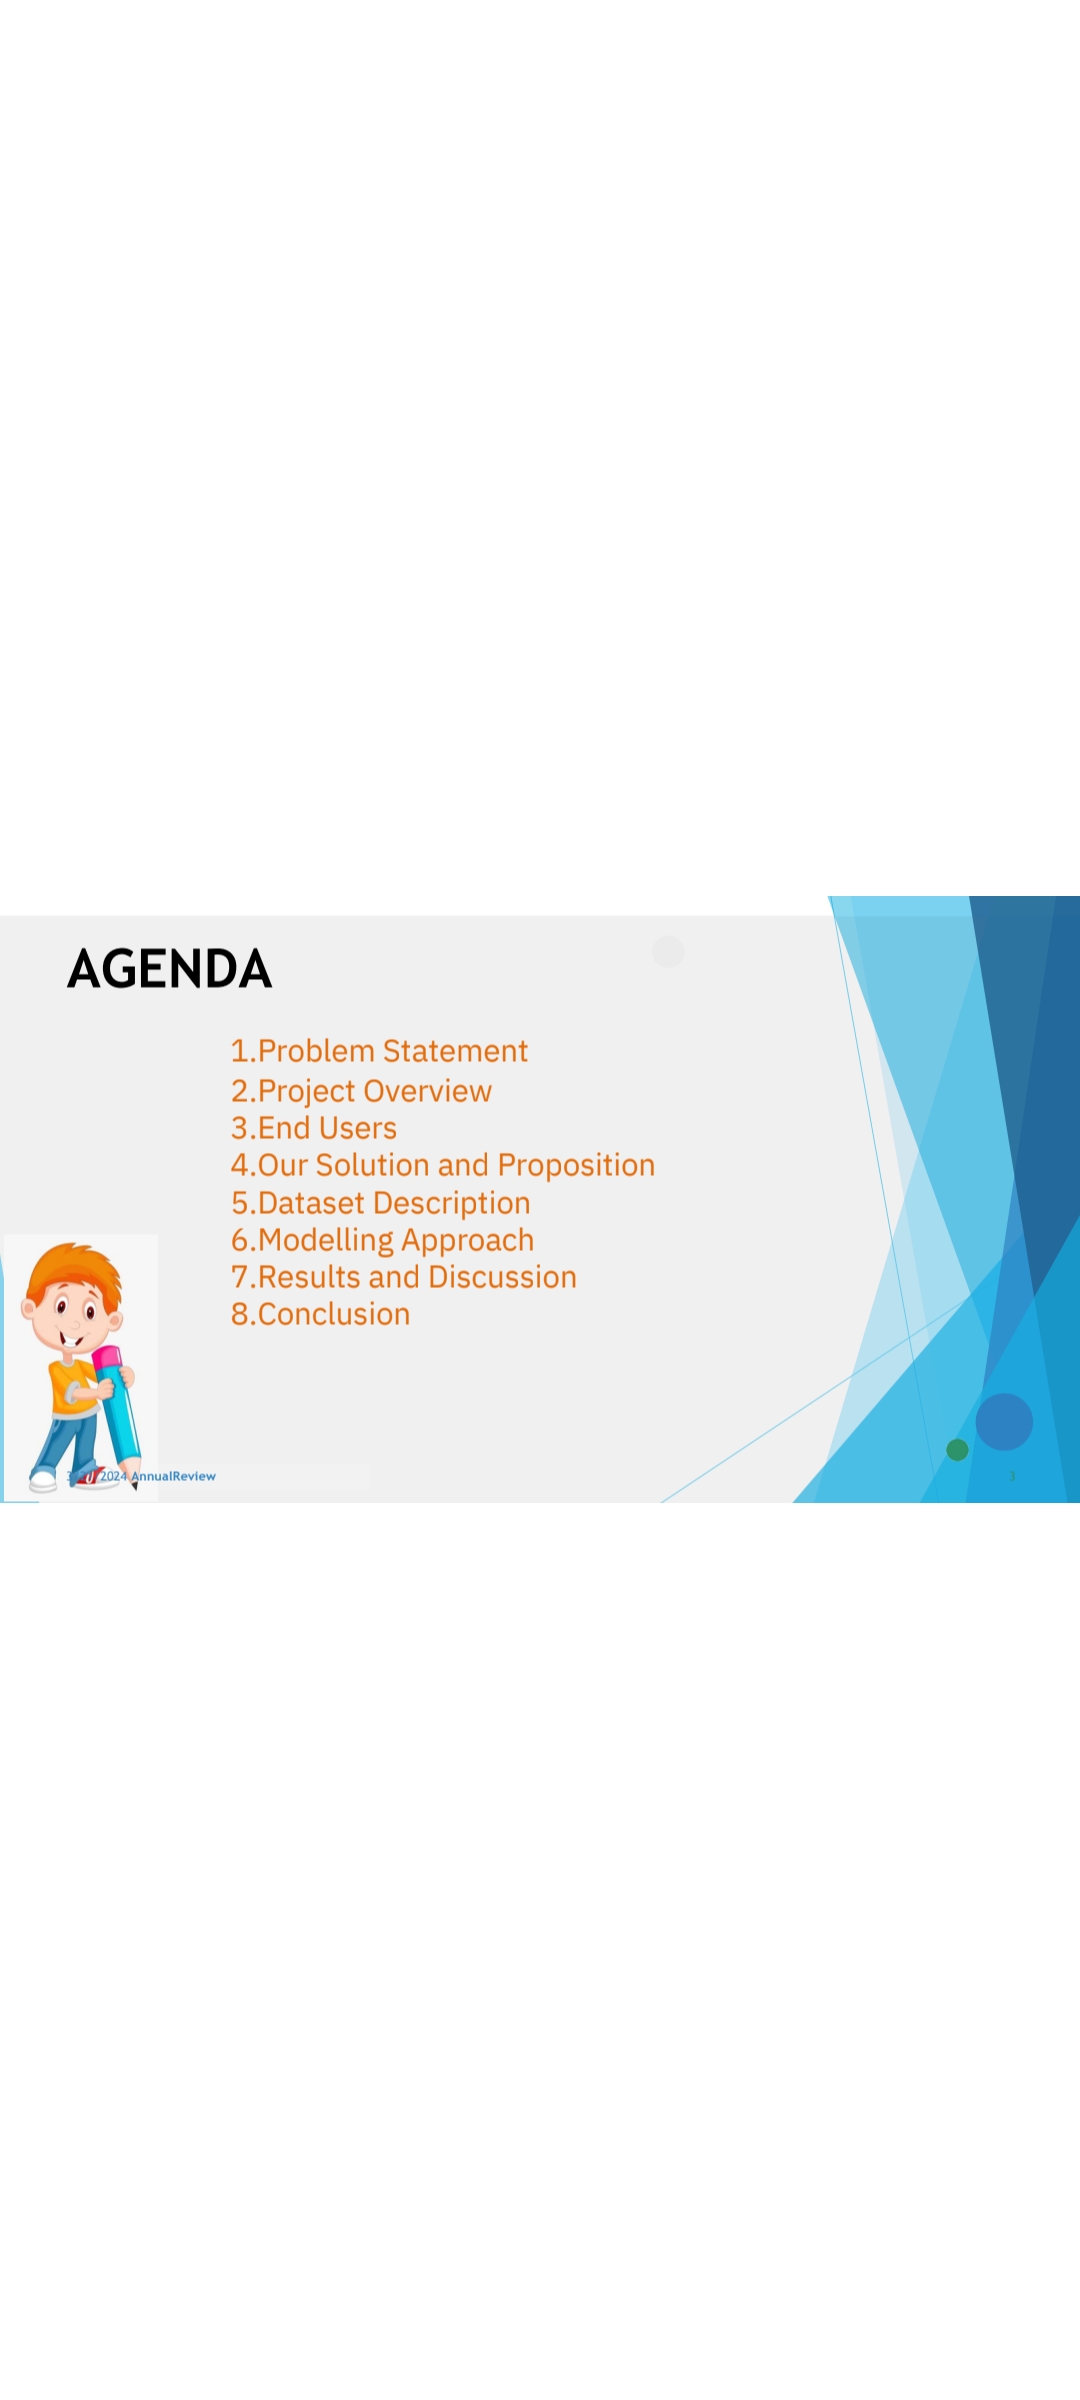 AGENDA
1.Problem Statement
2.Project Overview
3.End Users
4.Our Solution and Proposition
5.Dataset Description
6.Modelling Approach
7.Results and Discussion
8.Conclusion
2024 AnnualReview
3